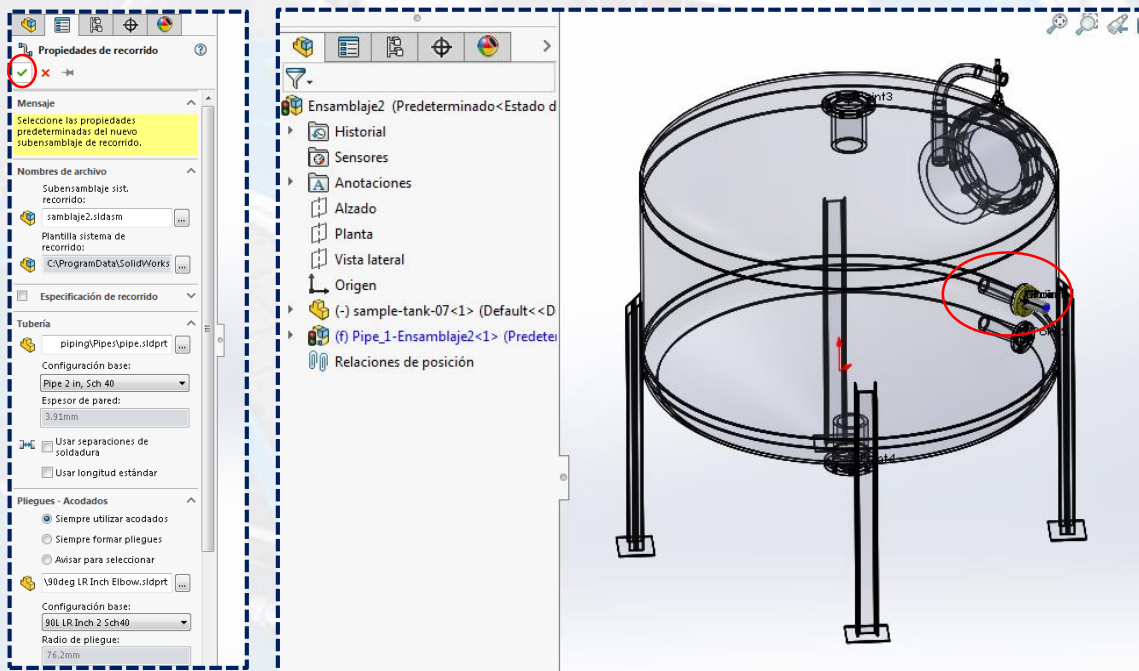 Propiedades de recorrido
Mensaje
Seleccione las propiedades
predeterminadas del nuevo
subensamblaje de recorrido.
Nombres de archivo
Subensamblaje sist.
recorrido:
samblaje2.sldasm
...
Plantilla sistema de
recorrido:
C:\ProgramData\SolidWorks
...
Especificación de recorrido
Tubería
piping\Pipes\pipe.sldprt
...
Configuración base:
Pipe 2 in, Sch 40
Espesor de pared:
3.91mm
Usar separaciones de
soldadura
Usar longitud estándar
Pliegues - Acodados
Siempre utilizar acodados
Siempre formar pliegues
Avisar para seleccionar
\90deg LR Inch Elbow.sldprt
...
Configuración base:
90L LR Inch 2 Sch40
Radio de pliegue:
76.2mm
Ensamblaje2 (Predeterminado<Estado d
Historial
Sensores
Anotaciones
Alzado
Planta
Vista lateral
Origen
(-) sample-tank-07<1> (Default<<D
(f) Pipe_1-Ensamblaje2<1> (Predeter
Relaciones de posición